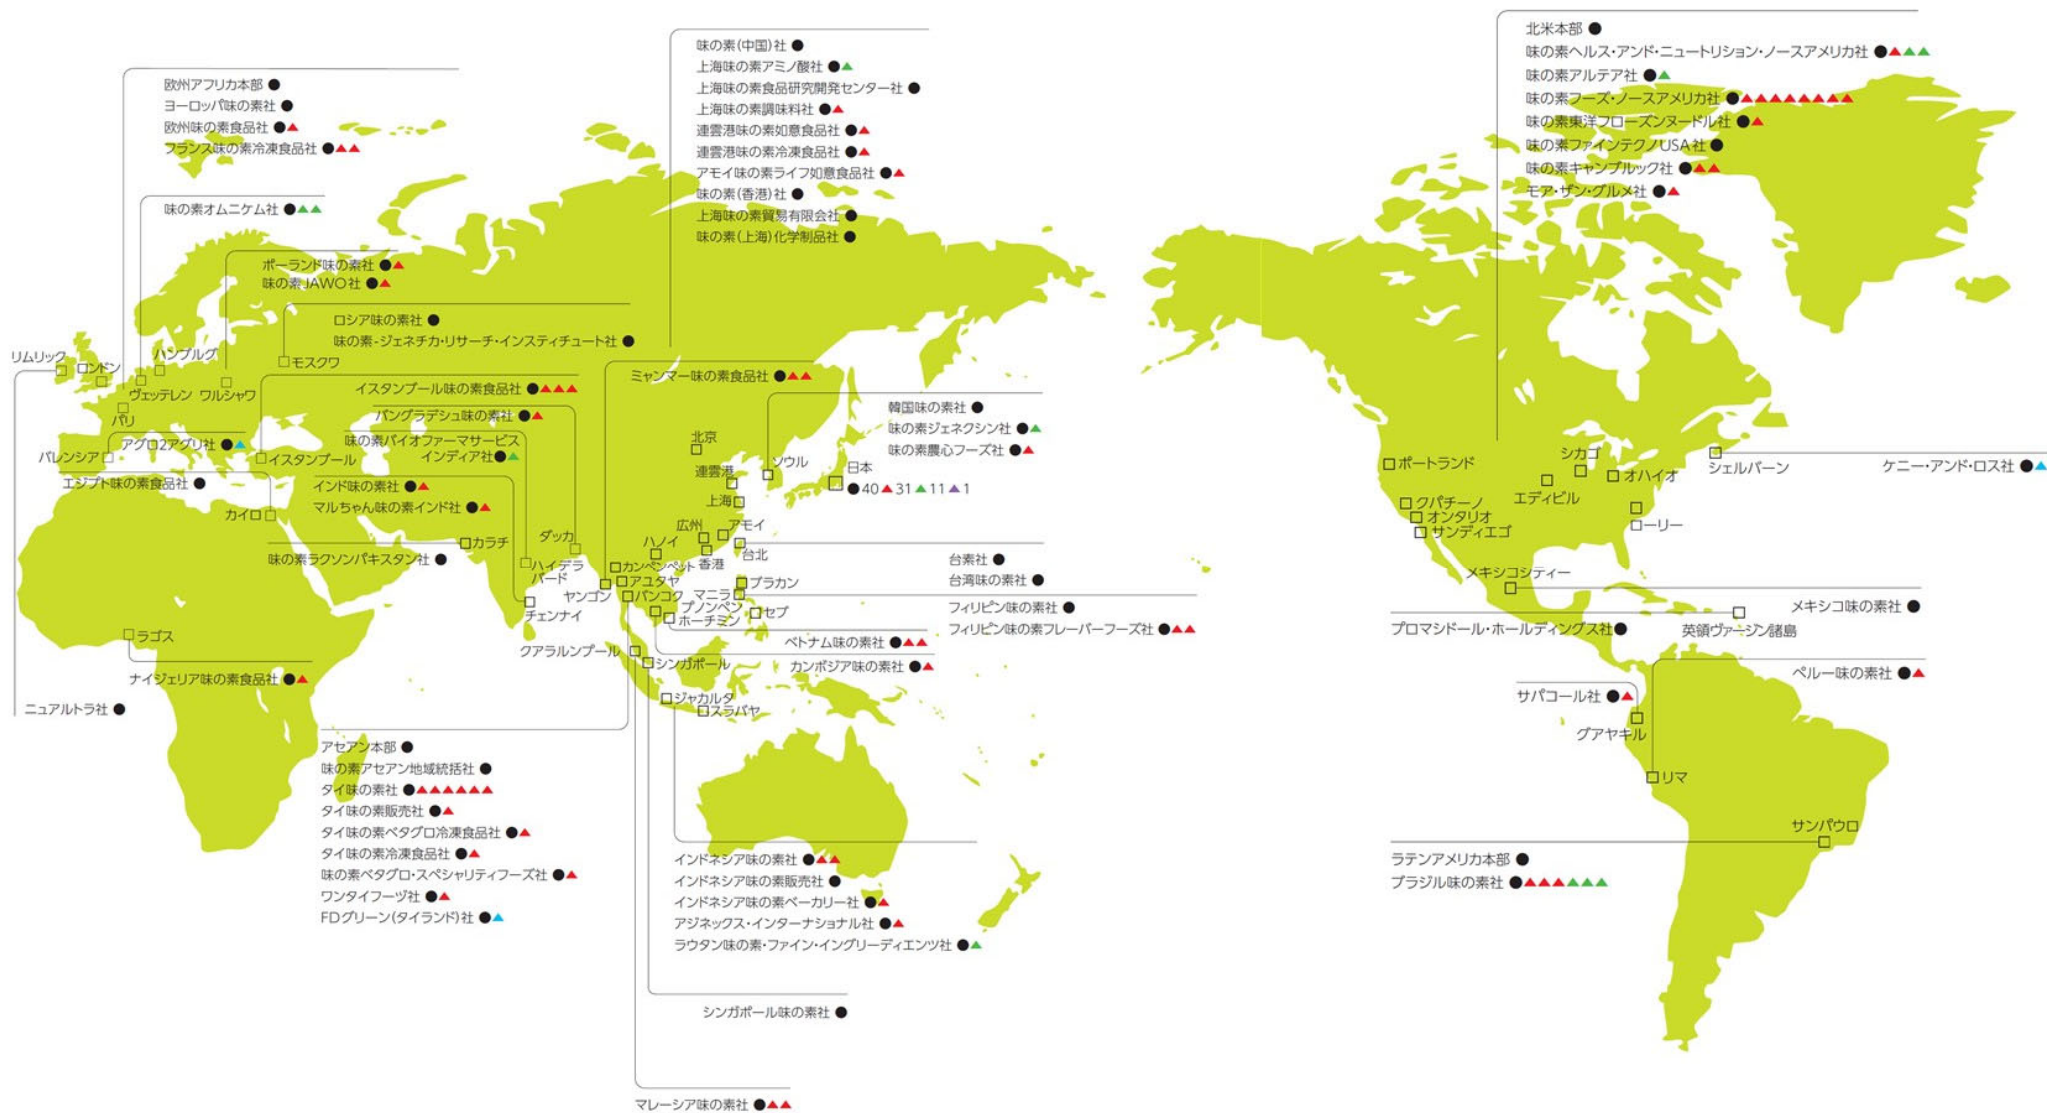 欧州アフリカ本部 ●
ヨーロッパ味の素社 ●
欧州味の素食品社 ●▲
フランス味の素冷凍食品社 ●▲▲
味の素オムニケム社 ●▲▲
ポーランド味の素社 ●▲
味の素JAWO社 ●▲
ロシア味の素社 ●
味の素-ジェネチカ・リサーチ・インスティチュート社 ●
リムリック
ロンドン
ハンブルグ
モスクワ
ヴェッテレン
ワルシャワ
パリ
イスタンブール味の素食品社 ●▲▲▲
バングラデシュ味の素社 ●▲
アグロ2アグリ社 ●▲
味の素バイオファーマサービス
インディア社 ●▲
バレンシア
イスタンブール
エジプト味の素食品社 ●
カイロ
インド味の素社 ●▲
マルちゃん味の素インド社 ●▲
カラチ
味の素ラクソンパキスタン社 ●
ダッカ
ハイデラ
バード
チェンナイ
ラゴス
ナイジェリア味の素食品社 ●▲
ニュアルトラ社 ●
味の素(中国)社 ●
上海味の素アミノ酸社 ●▲
上海味の素食品研究開発センター社 ●
上海味の素調味料社 ●▲
連雲港味の素如意食品社 ●▲
連雲港味の素冷凍食品社 ●▲
アモイ味の素ライフ如意食品社 ●▲
味の素(香港)社 ●
上海味の素貿易有限会社 ●
味の素(上海)化学制品社 ●
ミャンマー味の素食品社 ●▲▲
韓国味の素社 ●
味の素ジェネクシン社 ●▲
味の素農心フーズ社 ●▲
北京
連雲港
ソウル
日本
●40▲31▲11▲1
上海
広州
アモイ
ハノイ
香港
台北
台素社 ●
台湾味の素社 ●
カンペンペット
アユタヤ
バンコク
ヤンゴン
ブラカン
マニラ
プノンペン
セブ
ホーチミン
フィリピン味の素社 ●
フィリピン味の素フレーバーフーズ社 ●▲▲
ベトナム味の素社 ●▲▲
カンボジア味の素社 ●▲
クアラルンプール
シンガポール
ジャカルタ
スラバヤ
アセアン本部 ●
味の素アセアン地域統括社 ●
タイ味の素社 ●▲▲▲▲▲▲
タイ味の素販売社 ●▲
タイ味の素ベタグロ冷凍食品社 ●▲
タイ味の素冷凍食品社 ●▲
味の素ベタグロ・スペシャリティフーズ社 ●▲
ワンタイフーヅ社 ●▲
FDグリーン(タイランド)社 ●▲
インドネシア味の素社 ●▲▲
インドネシア味の素販売社 ●
インドネシア味の素ベーカリー社 ●▲
アジネックス・インターナショナル社 ●▲
ラウタン味の素・ファイン・イングリーディエンツ社 ●▲
シンガポール味の素社 ●
マレーシア味の素社 ●▲▲
北米本部 ●
味の素ヘルス・アンド・ニュートリション・ノースアメリカ社 ●▲▲▲
味の素アルテア社 ●▲
味の素フーズ・ノースアメリカ社 ●▲▲▲▲▲▲▲▲
味の素東洋フローズンヌードル社 ●▲
味の素ファインテクノUSA社 ●
味の素キャンブルック社 ●▲▲
モア・ザン・グルメ社 ●▲
ポートランド
シカゴ
オハイオ
エディビル
シェルバーン
ケニー・アンド・ロス社 ●▲
クパチーノ
オンタリオ
サンディエゴ
ローリー
メキシコシティー
メキシコ味の素社 ●
プロマシドール・ホールディングス社●
英領ヴァージン諸島
ペルー味の素社 ●▲
サパコール社 ●▲
グアヤキル
リマ
サンパウロ
ラテンアメリカ本部 ●
ブラジル味の素社 ●▲▲▲▲▲▲